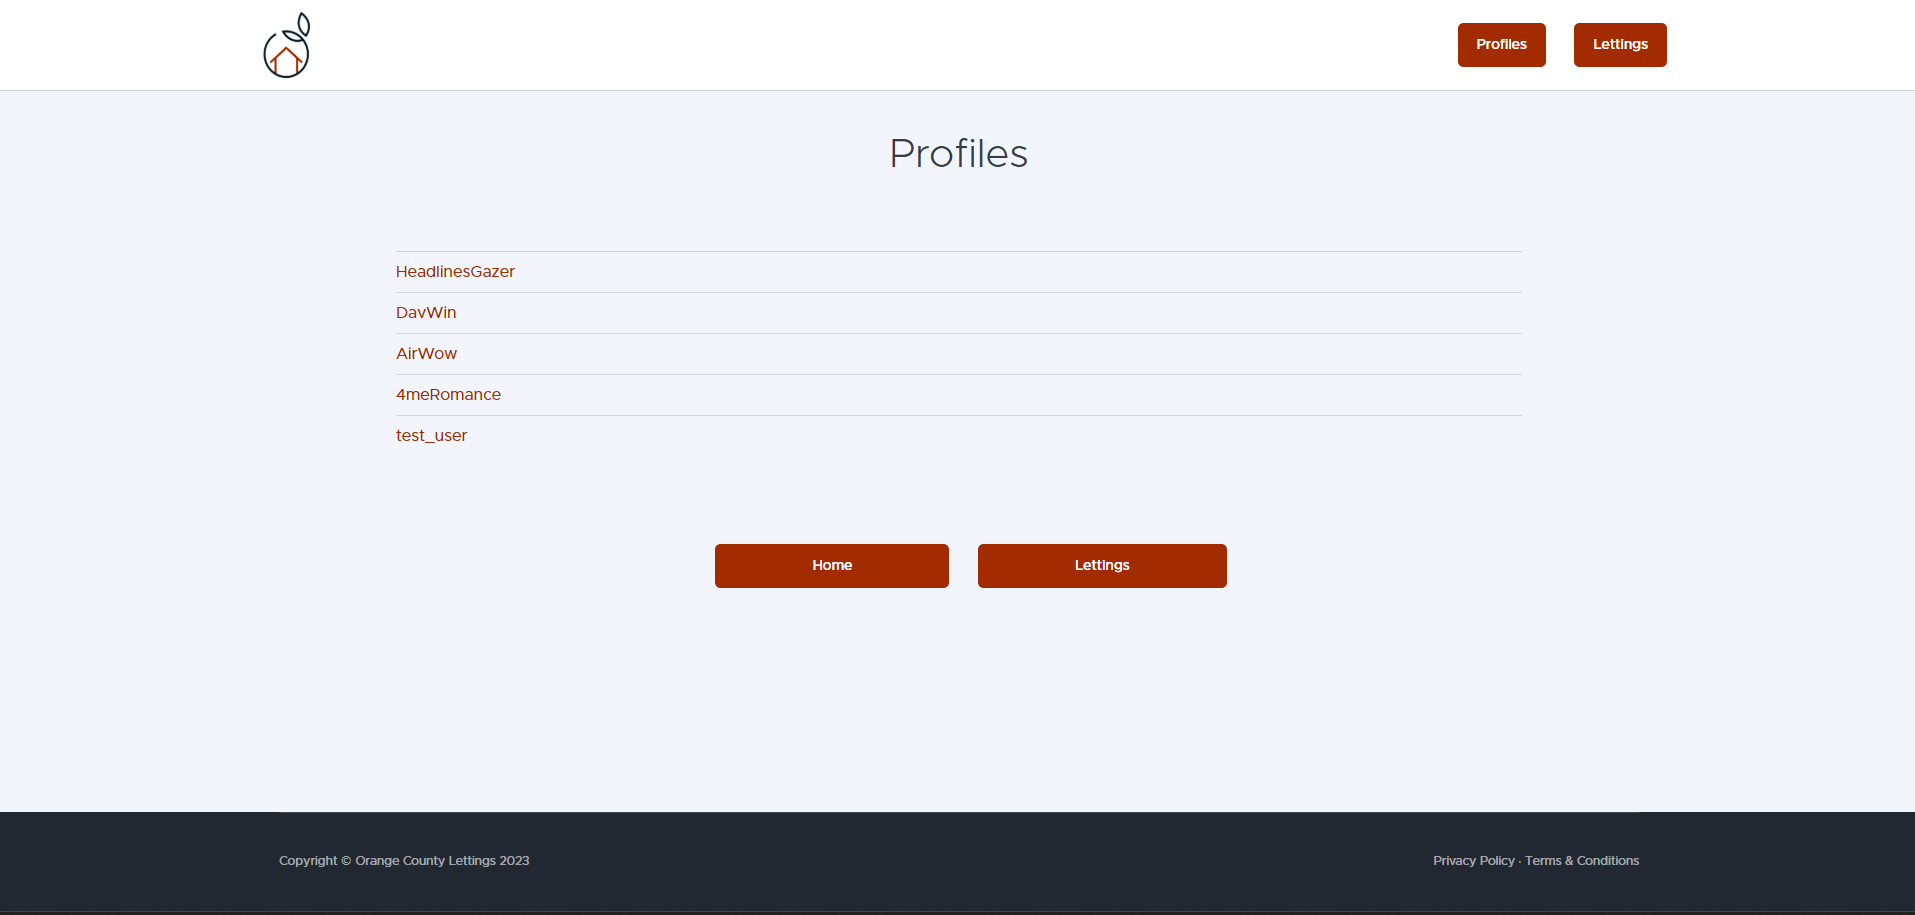 Profiles
Lettings
Profiles
HeadlinesGazer
DavWin
AirWow
4meRomance
test_user
Home
Lettings
Copyright © Orange County Lettings 2023
Privacy Policy · Terms & Conditions